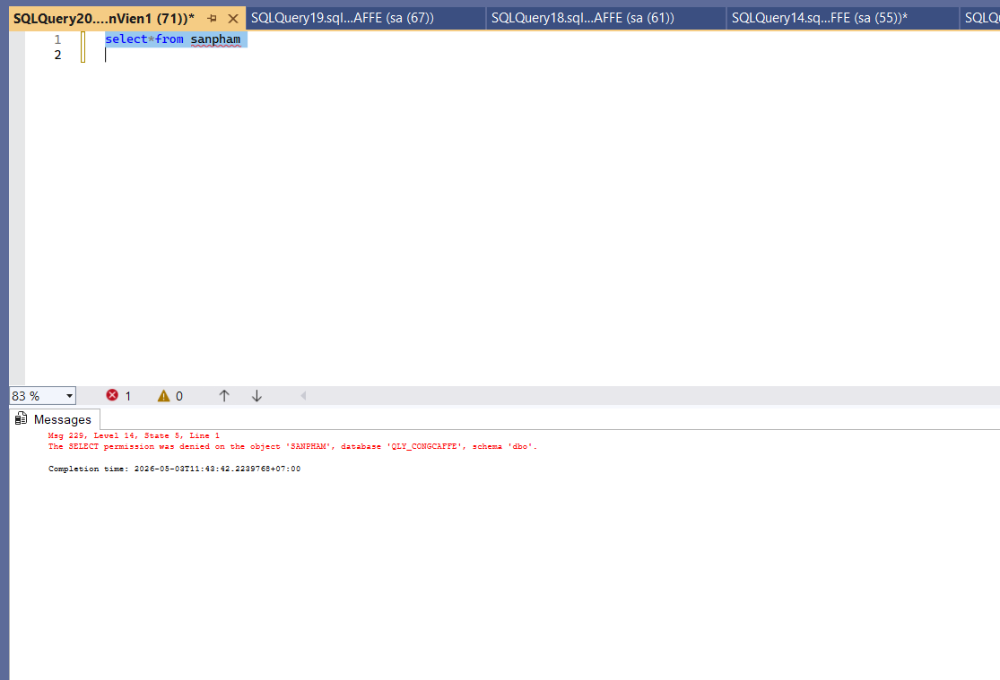 SQLQuery20....nVien1 (71))* SQLQuery19.sql...AFFE (sa (67)) SQLQuery18.sql...AFFE (sa (61)) SQLQuery14.sq...FFE (sa (55))* SQLQu
1 select*from sanpham
2
83 % 1 0
Messages
Msg 229, Level 14, State 5, Line 1
The SELECT permission was denied on the object 'SANPHAM', database 'QLY_CONGCAFFE', schema 'dbo'.
Completion time: 2026-05-03T11:43:42.2239768+07:00